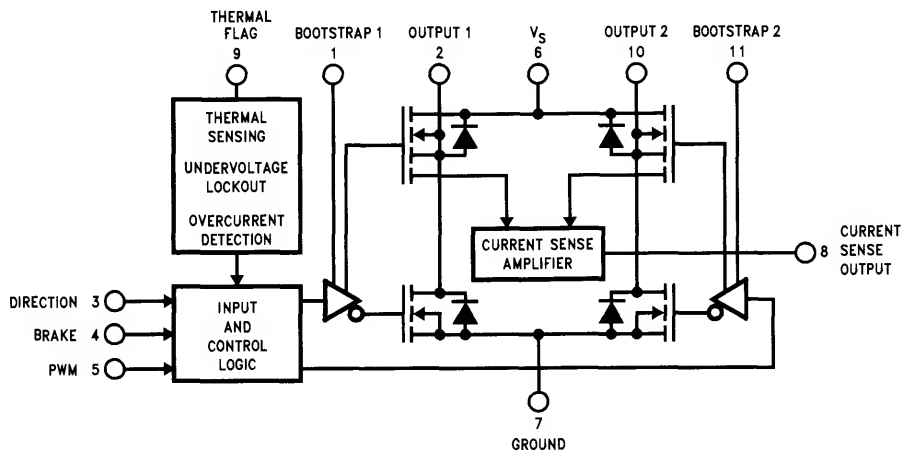 THERMAL
FLAG
9
BOOTSTRAP 1
1
OUTPUT 1
2
VS
6
OUTPUT 2
10
BOOTSTRAP 2
11
THERMAL
SENSING
UNDERVOLTAGE
LOCKOUT
OVERCURRENT
DETECTION
CURRENT SENSE
AMPLIFIER
8 CURRENT
SENSE
OUTPUT
DIRECTION 3
BRAKE 4
PWM 5
INPUT
AND
CONTROL
LOGIC
7
GROUND